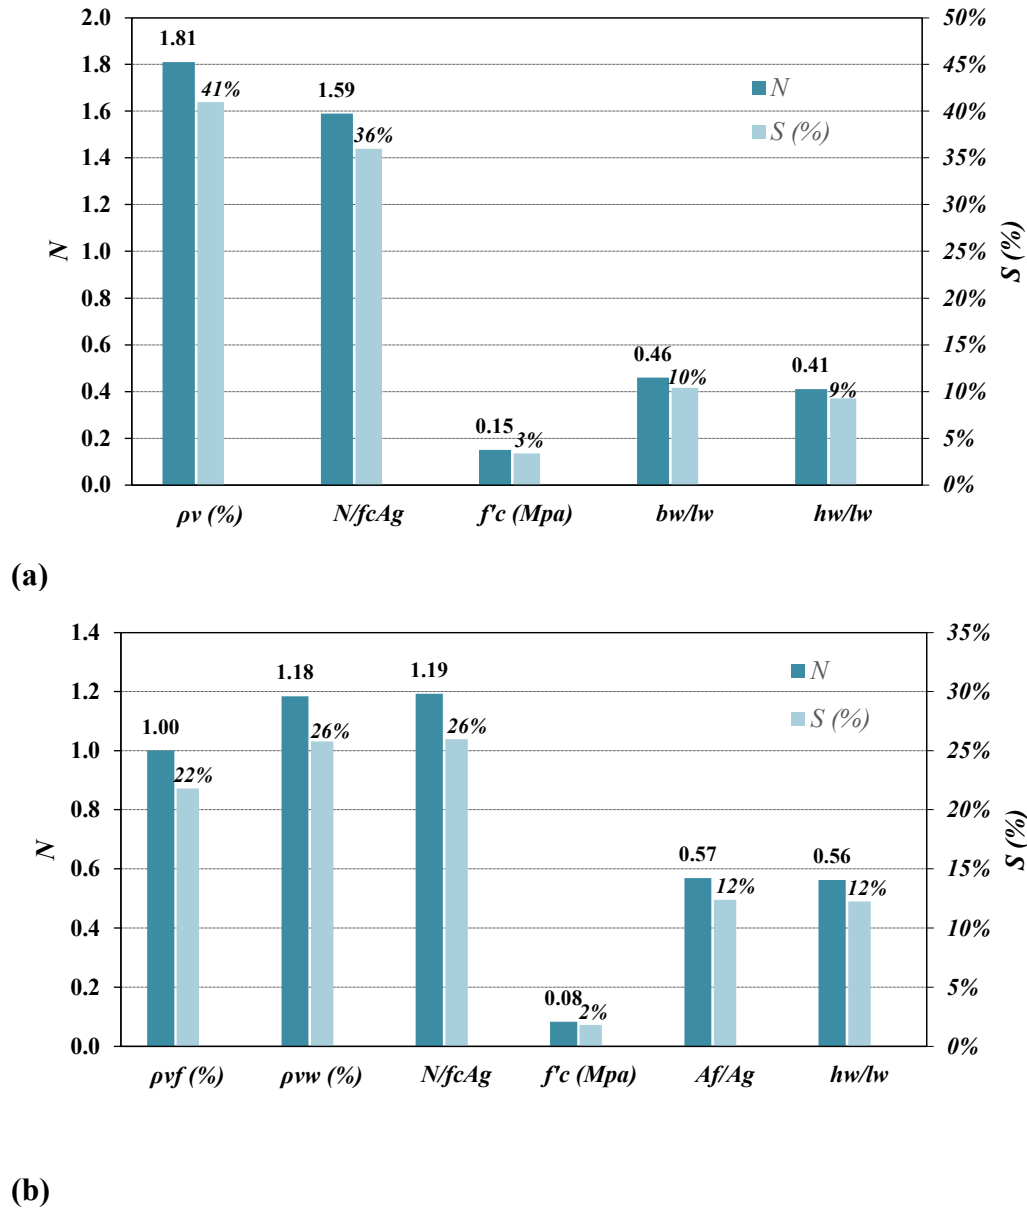 2.0 50%
1.81
1.8 45%
41%
N
1.59
1.6 40%
S (%)
36%
1.4 35%
1.2 30%
N 1.0 25% S (%)
0.8 20%
0.6 15%
0.46 0.41
10% 9%
0.4 10%
0.15 3%
0.2 5%
0.0 0%
ρv (%) N/fcAg f'c (Mpa) bw/lw hw/lw
(a)
1.4 35%
1.18 1.19 N
1.2 30%
1.00 26% 26% S (%)
1.0 25%
22%
0.8 20%
N S (%)
0.6 0.57 0.56 15%
12% 12%
0.4 10%
0.2 5%
0.08 2%
0.0 0%
ρvf (%) ρvw (%) N/fcAg f'c (Mpa) Af/Ag hw/lw
(b)